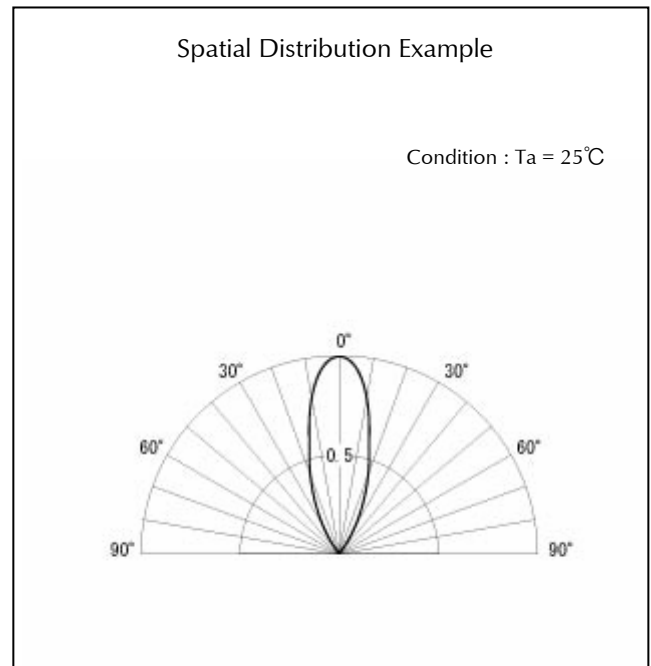 Spatial Distribution Example
Condition : Ta = 25℃
0°
30° 30°
60° 0. 5 60°
90° 90°